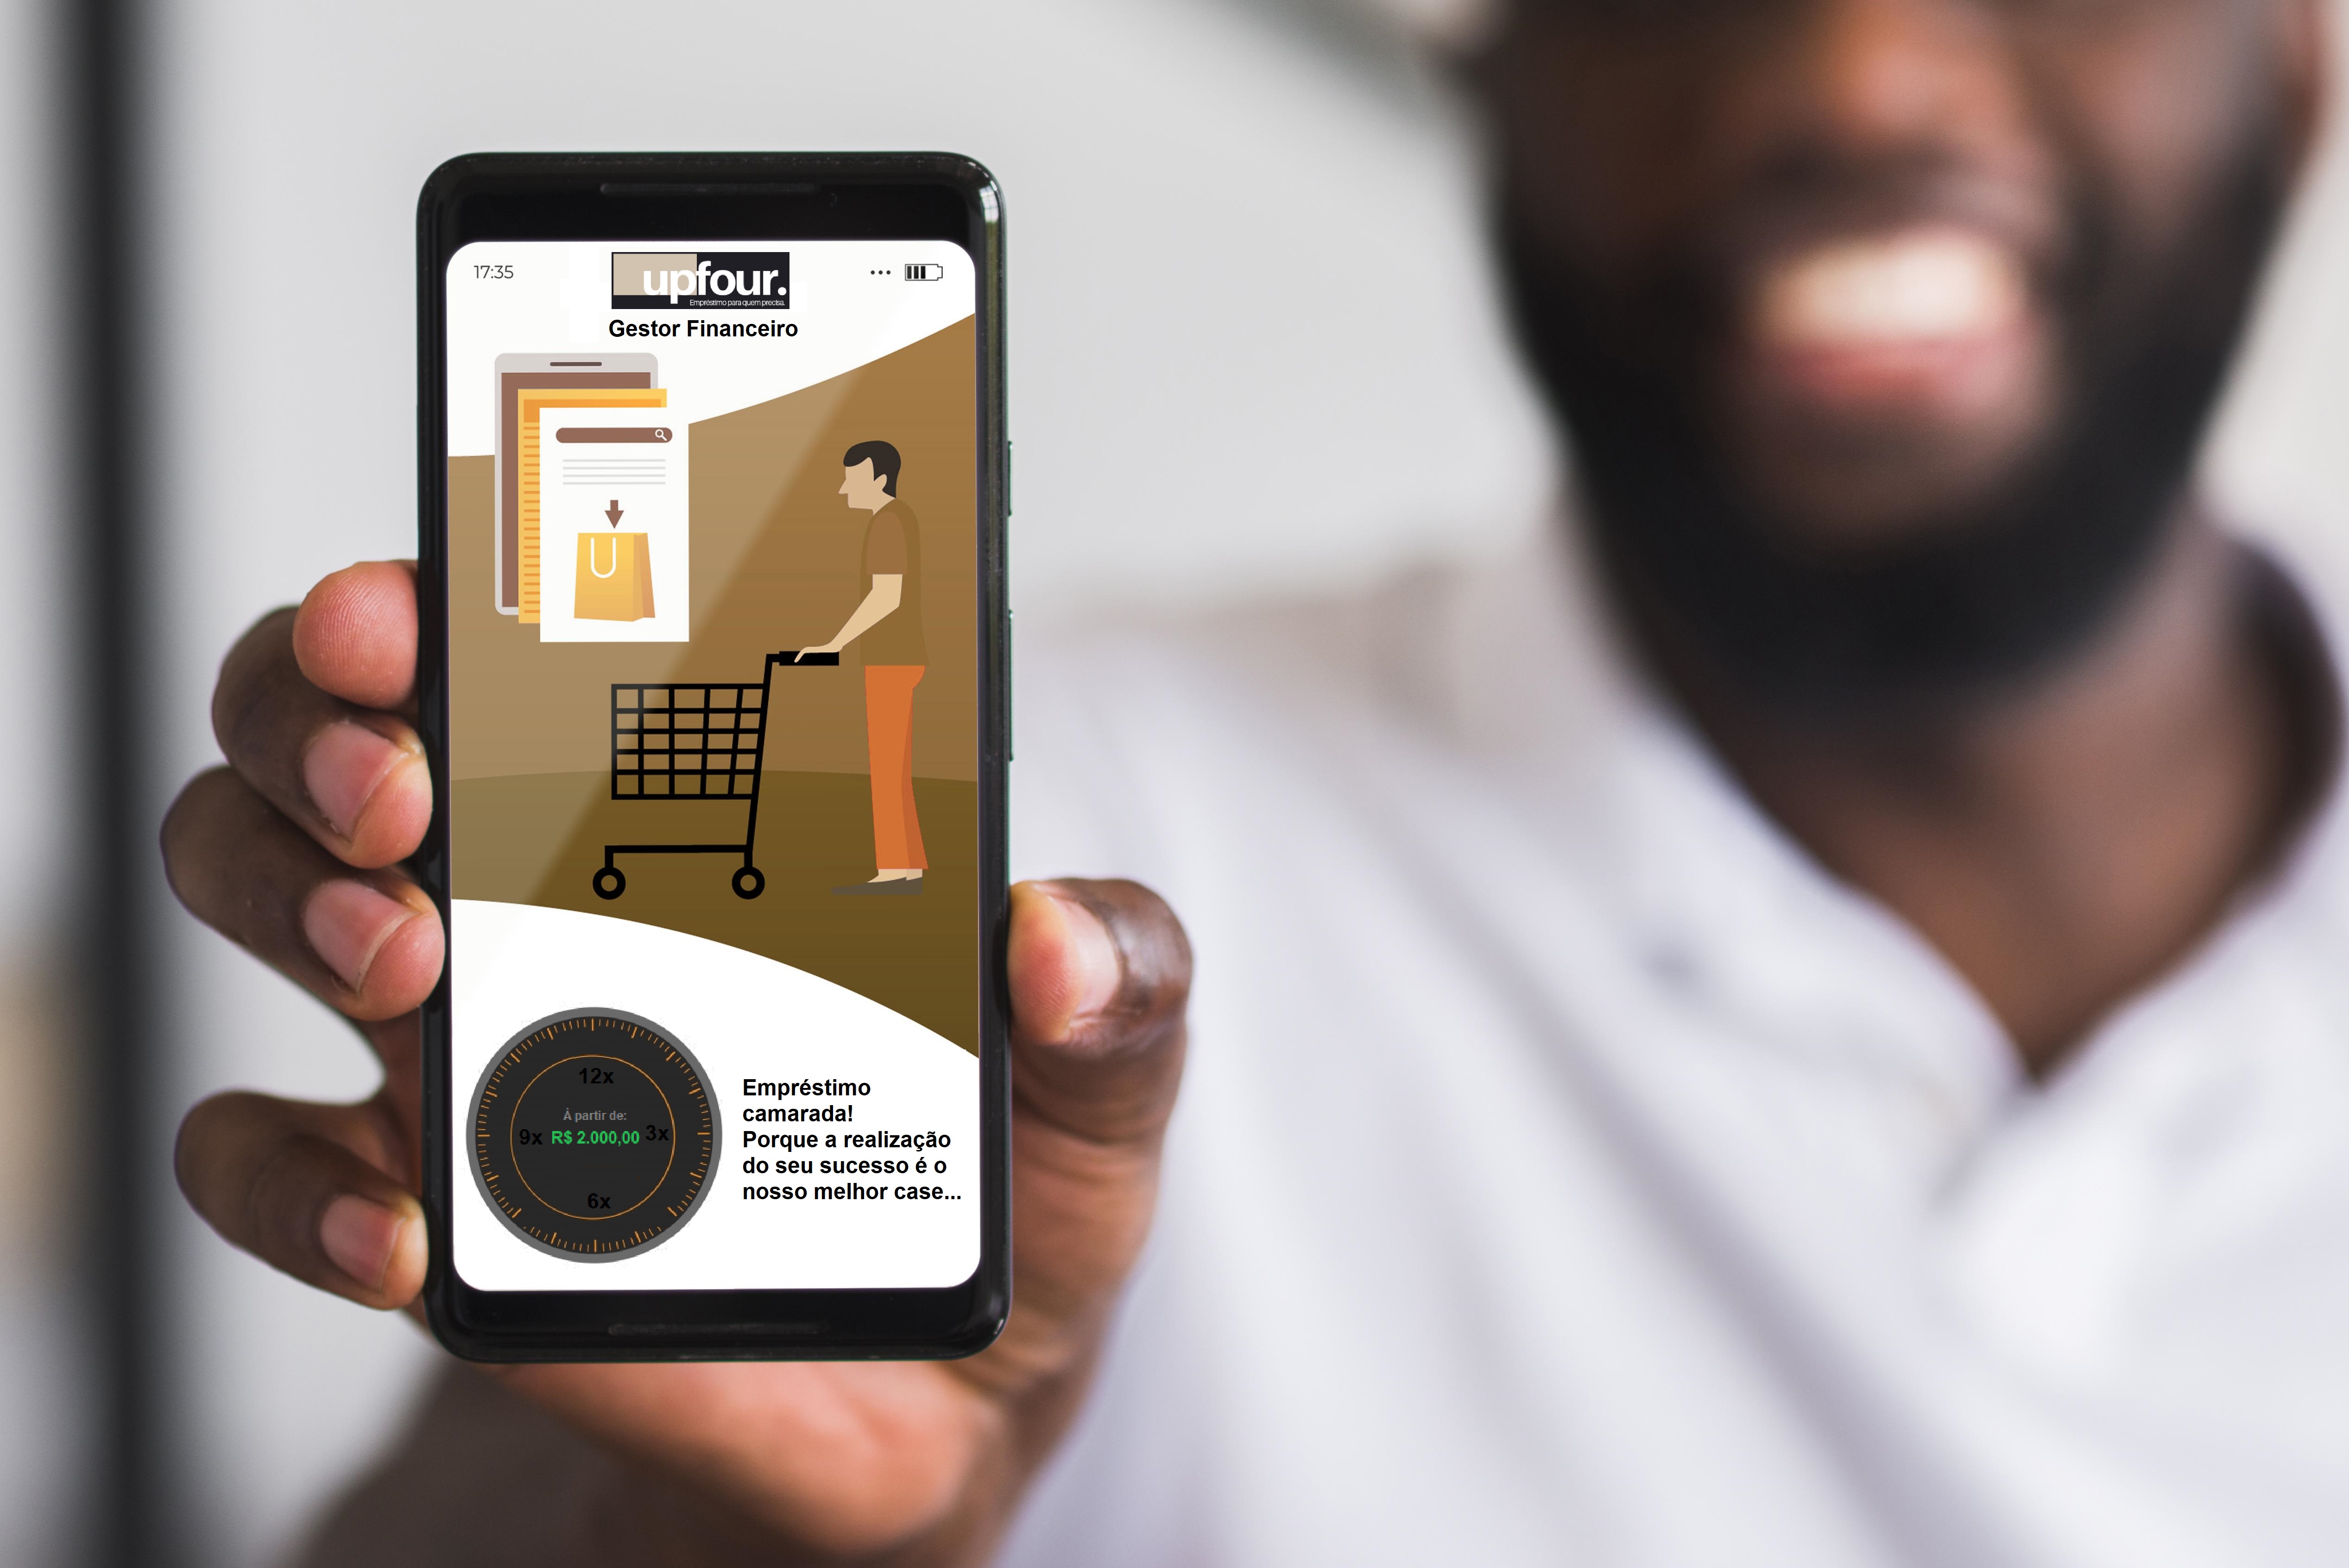 17:35
upfour.
Empréstimo para quem precisa.
Gestor Financeiro
12x
À partir de:
9x R$ 2.000,00 3x
6x
Empréstimo
camarada!
Porque a realização
do seu sucesso é o
nosso melhor case...